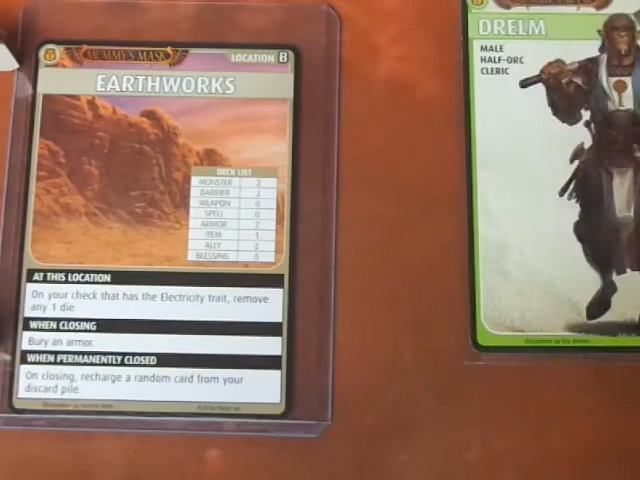 MUMMY'S MASK
LOCATION B
EARTHWORKS
DECK LIST
MONSTER 2
BARRIER 2
WEAPON 0
SPELL 0
ARMOR 2
ITEM 1
ALLY 2
BLESSING 0
AT THIS LOCATION
On your check that has the Electricity trait, remove
any 1 die.
WHEN CLOSING
Bury an armor.
WHEN PERMANENTLY CLOSED
On closing, recharge a random card from your
discard pile.
DRELM
MALE
HALF-ORC
CLERIC